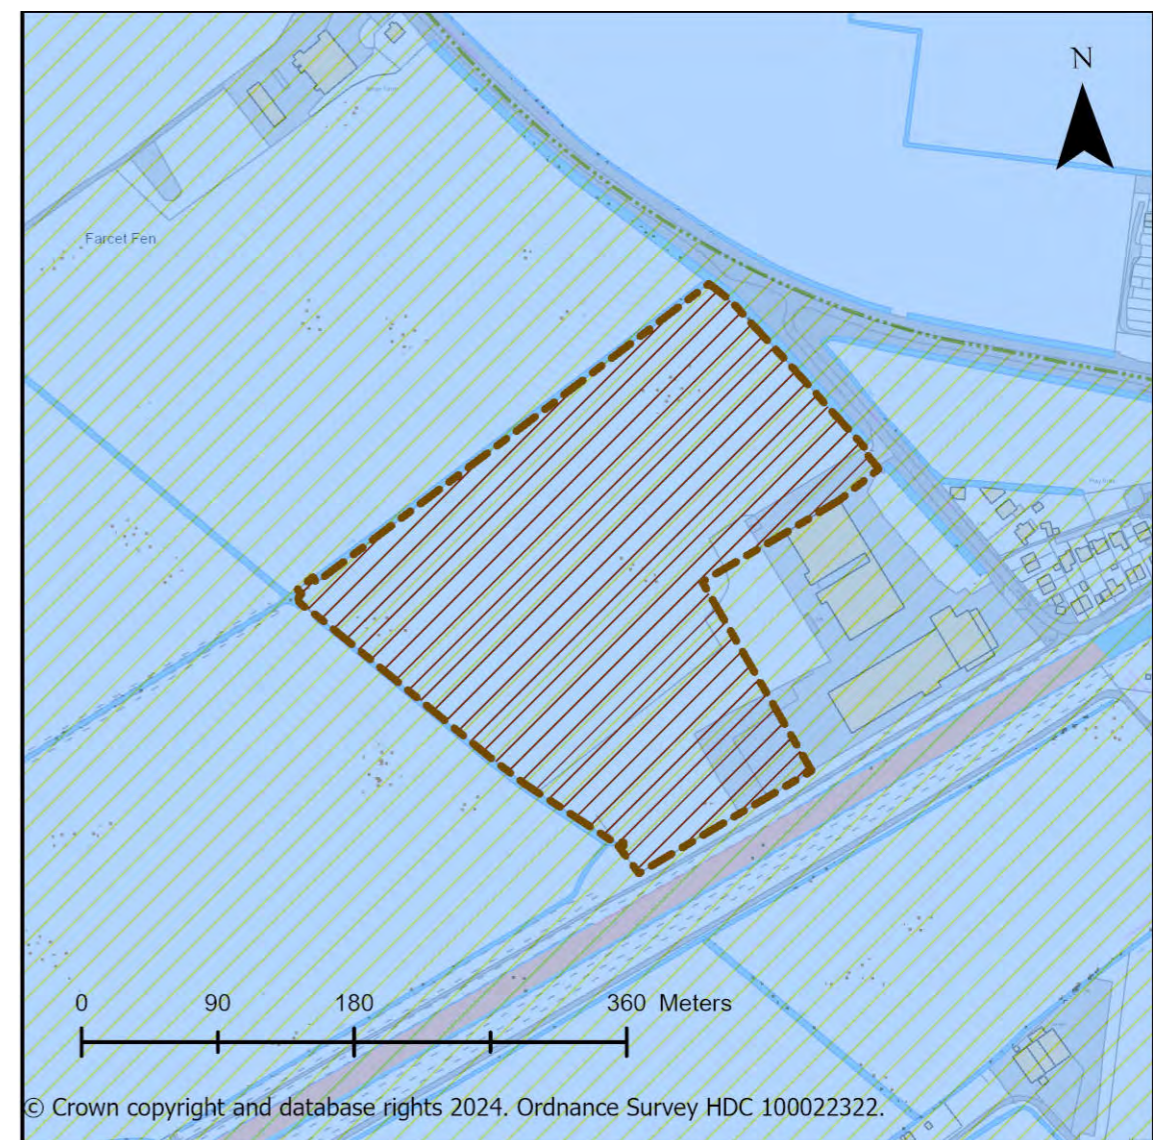 N
Farcet Fen
0 90 180 360 Meters
© Crown copyright and database rights 2024. Ordnance Survey HDC 100022322.